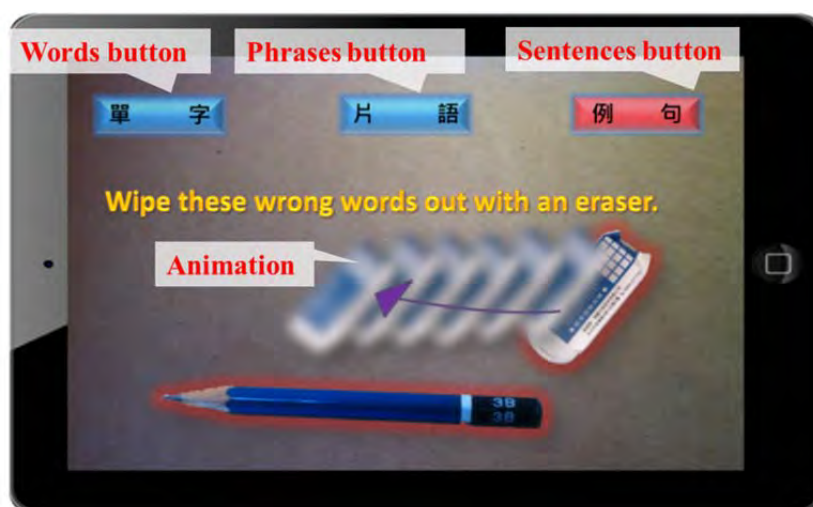 Words button Phrases button Sentences button
單 字 片 語 例 句
Wipe these wrong words out with an eraser.
Animation
3B
3B